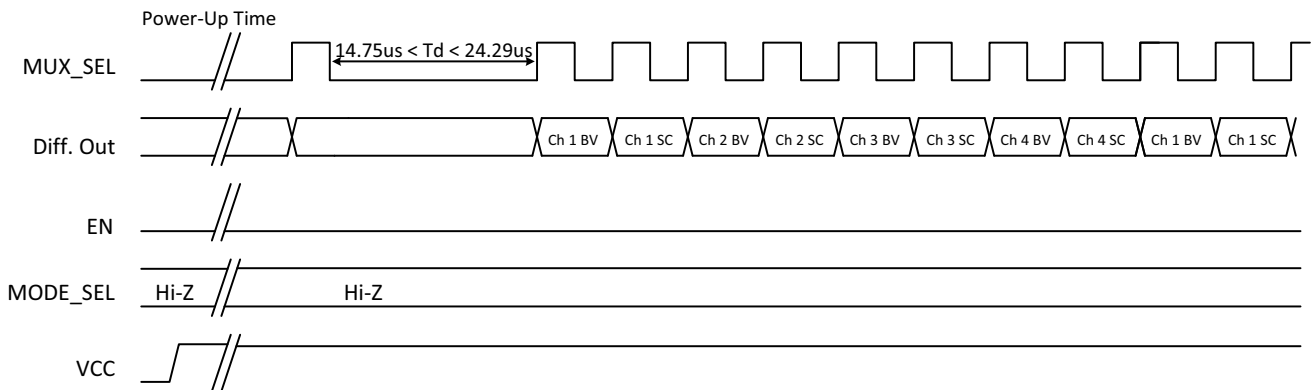 Power-Up Time
MUX_SEL
14.75us < Td < 24.29us
Diff. Out
Ch 1 BV Ch 1 SC Ch 2 BV Ch 2 SC Ch 3 BV Ch 3 SC Ch 4 BV Ch 4 SC Ch 1 BV Ch 1 SC
EN
MODE_SEL Hi-Z Hi-Z
VCC